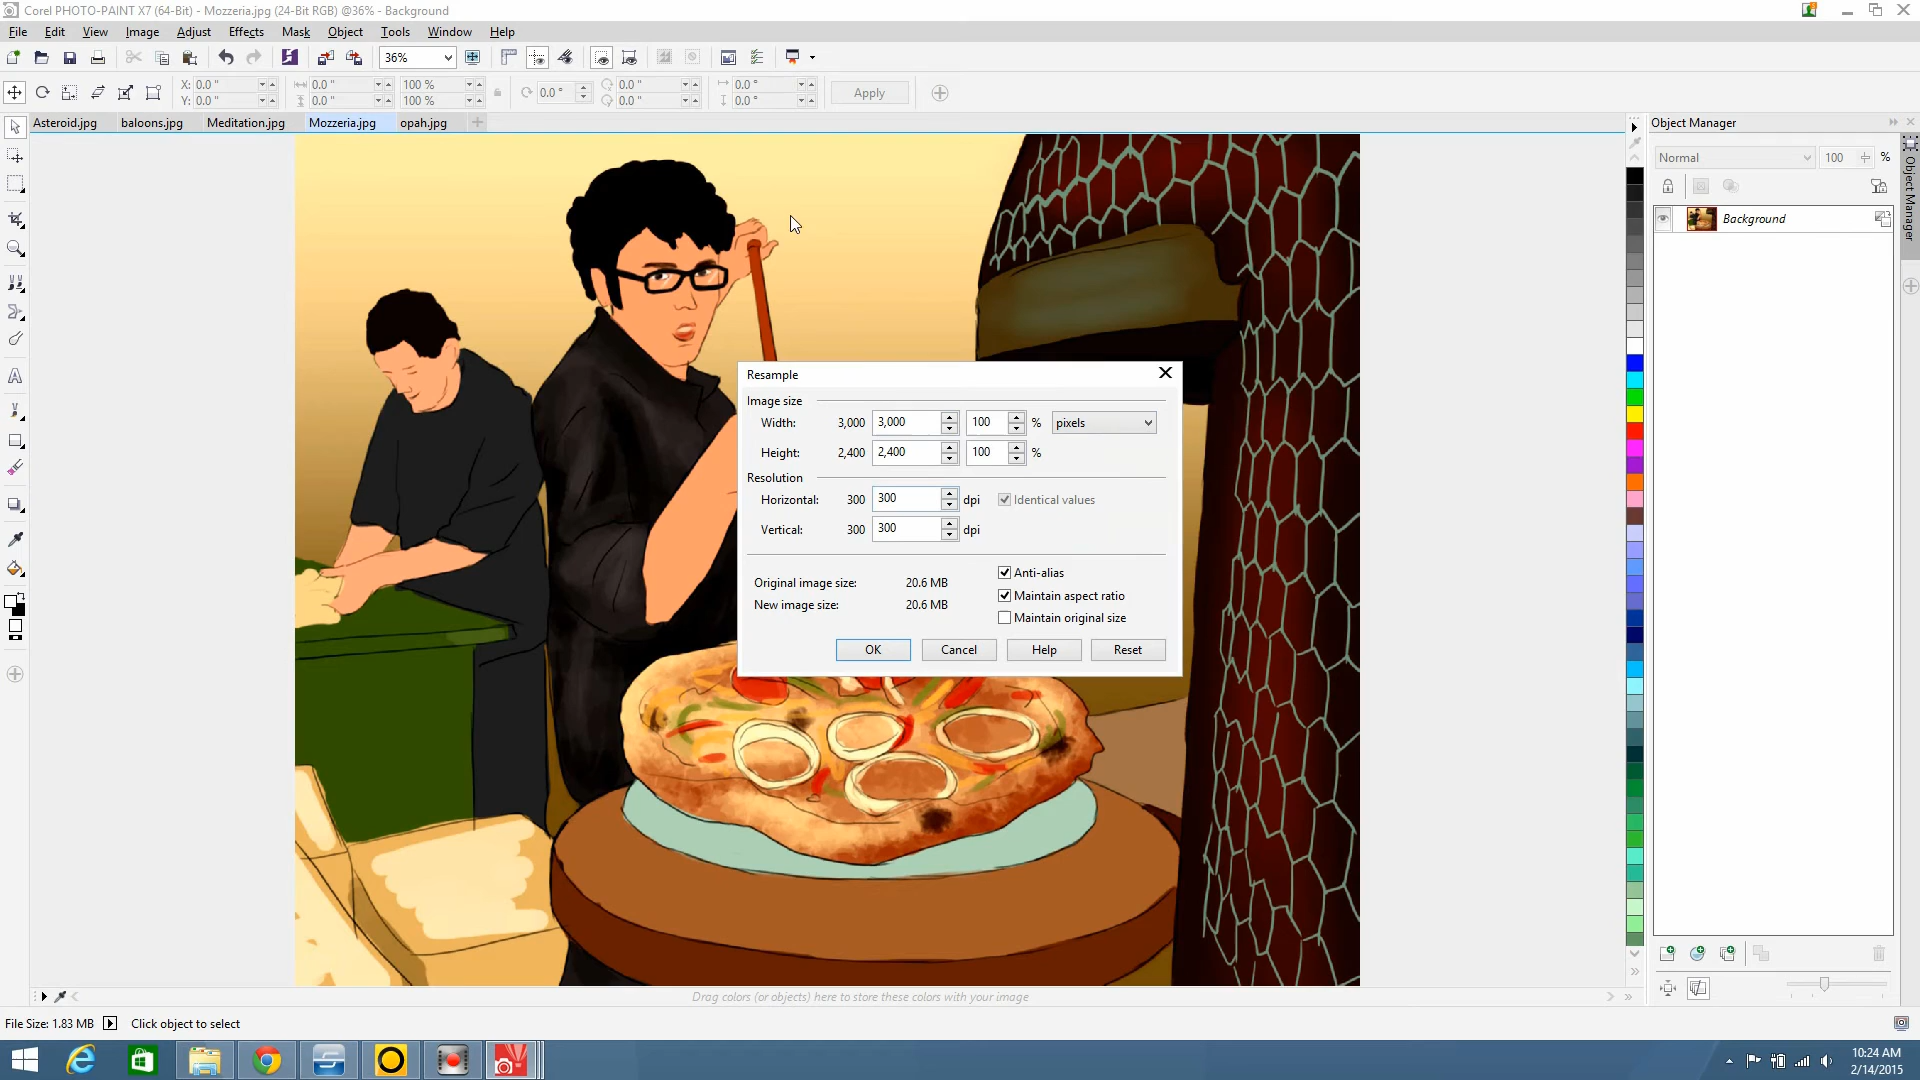 Corel PHOTO-PAINT X7 (64-Bit) - Mozzeria.jpg (24-Bit RGB) @36% - Background
File Edit View Image Adjust Effects Mask Object Tools Window Help
36%
X: 0.0 " 0.0 " 100 % 0.0 ° 0.0 " 0.0 ° Apply
Y: 0.0 " 0.0 " 100 % 0.0 " 0.0 °
Asteroid.jpg baloons.jpg Meditation.jpg Mozzeria.jpg opah.jpg
Object Manager
Normal 100 %
Object Manager
Background
Resample
Image size
Width: 3,000 3,000 100 % pixels
Height: 2,400 2,400 100 %
Resolution
Horizontal: 300 300 dpi Identical values
Vertical: 300 300 dpi
Anti-alias
Original image size: 20.6 MB
Maintain aspect ratio
New image size: 20.6 MB
Maintain original size
OK Cancel Help Reset
Drag colors (or objects) here to store these colors with your image
File Size: 1.83 MB Click object to select
10:24 AM
2/14/2015